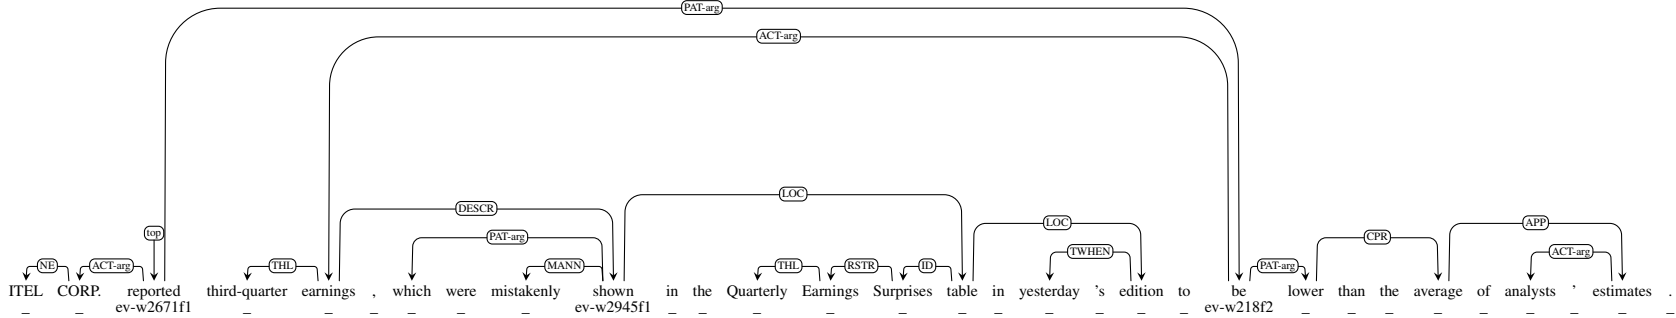 PAT-arg
ACT-arg
LOC
DESCR
LOC APP
top PAT-arg CPR
TWHEN ACT-arg
NE ACT-arg THL MANN THL RSTR ID PAT-arg
ITEL CORP. reported third-quarter earnings , which were mistakenly shown in the Quarterly Earnings Surprises table in yesterday 's edition to be lower than the average of analysts ' estimates .
_ _ ev-w2671f1 _ _ _ _ _ _ ev-w2945f1 _ _ _ _ _ _ _ _ _ _ _ ev-w218f2 _ _ _ _ _ _ _ _ _